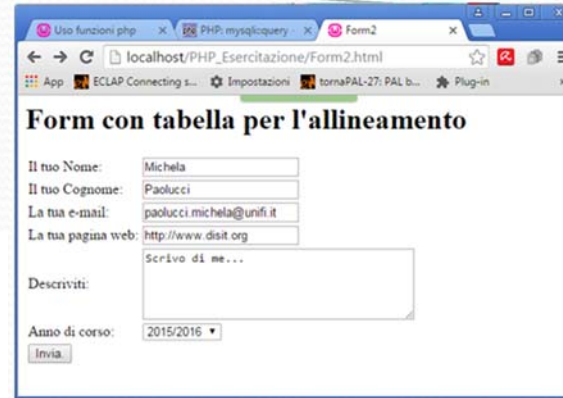 Uso funzioni php
PHP: mysqli::query -
Form2
localhost/PHP_Esercitazione/Form2.html
App
ECLAP Connecting s...
Impostazioni
tornaPAL-27: PAL b...
Plug-in
Form con tabella per l'allineamento
Il tuo Nome: Michela
Il tuo Cognome: Paolucci
La tua e-mail: paolucci.michela@unifi.it
La tua pagina web: http://www.disit.org
Scrivo di me...
Descriviti:
Anno di corso: 2015/2016
Invia.